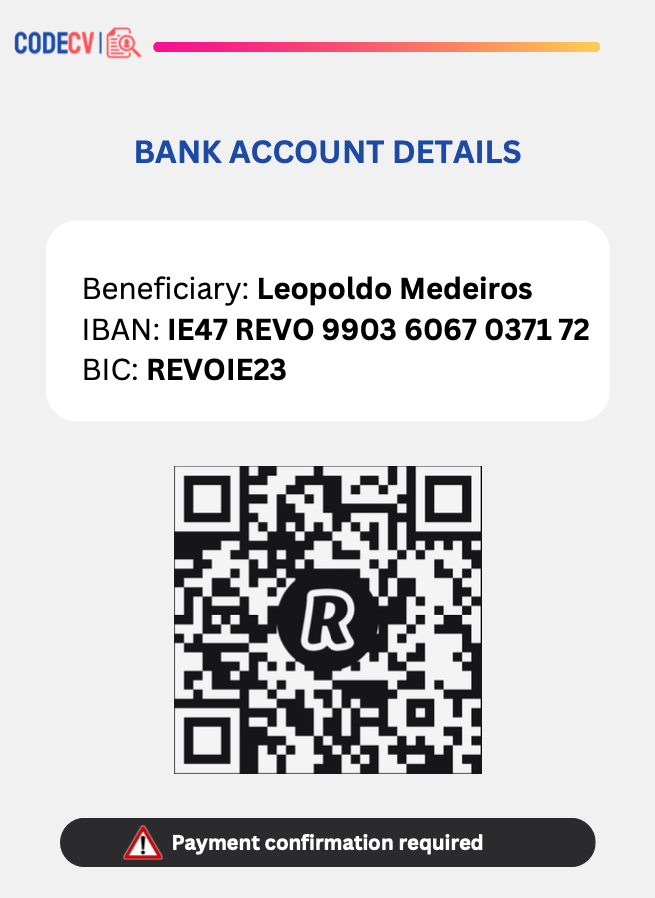 CODECV
BANK ACCOUNT DETAILS
Beneficiary: Leopoldo Medeiros
IBAN: IE47 REVO 9903 6067 0371 72
BIC: REVOIE23
R
Payment confirmation required